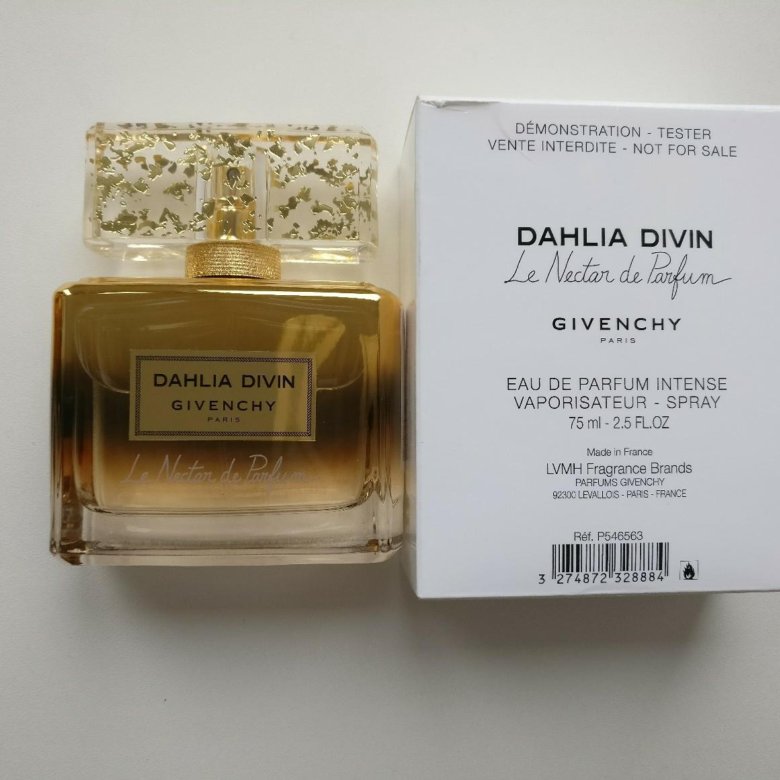 DAHLIA DIVIN
GIVENCHY
PARIS
Le Nectar de Parfum
DÉMONSTRATION - TESTER
VENTE INTERDITE - NOT FOR SALE
DAHLIA DIVIN
Le Nectar de Parfum
GIVENCHY
PARIS
EAU DE PARFUM INTENSE
VAPORISATEUR - SPRAY
75 ml - 2.5 FL.OZ
Made in France
LVMH Fragrance Brands
PARFUMS GIVENCHY
92300 LEVALLOIS - PARIS - FRANCE
Réf. P546563
3 274872 328884